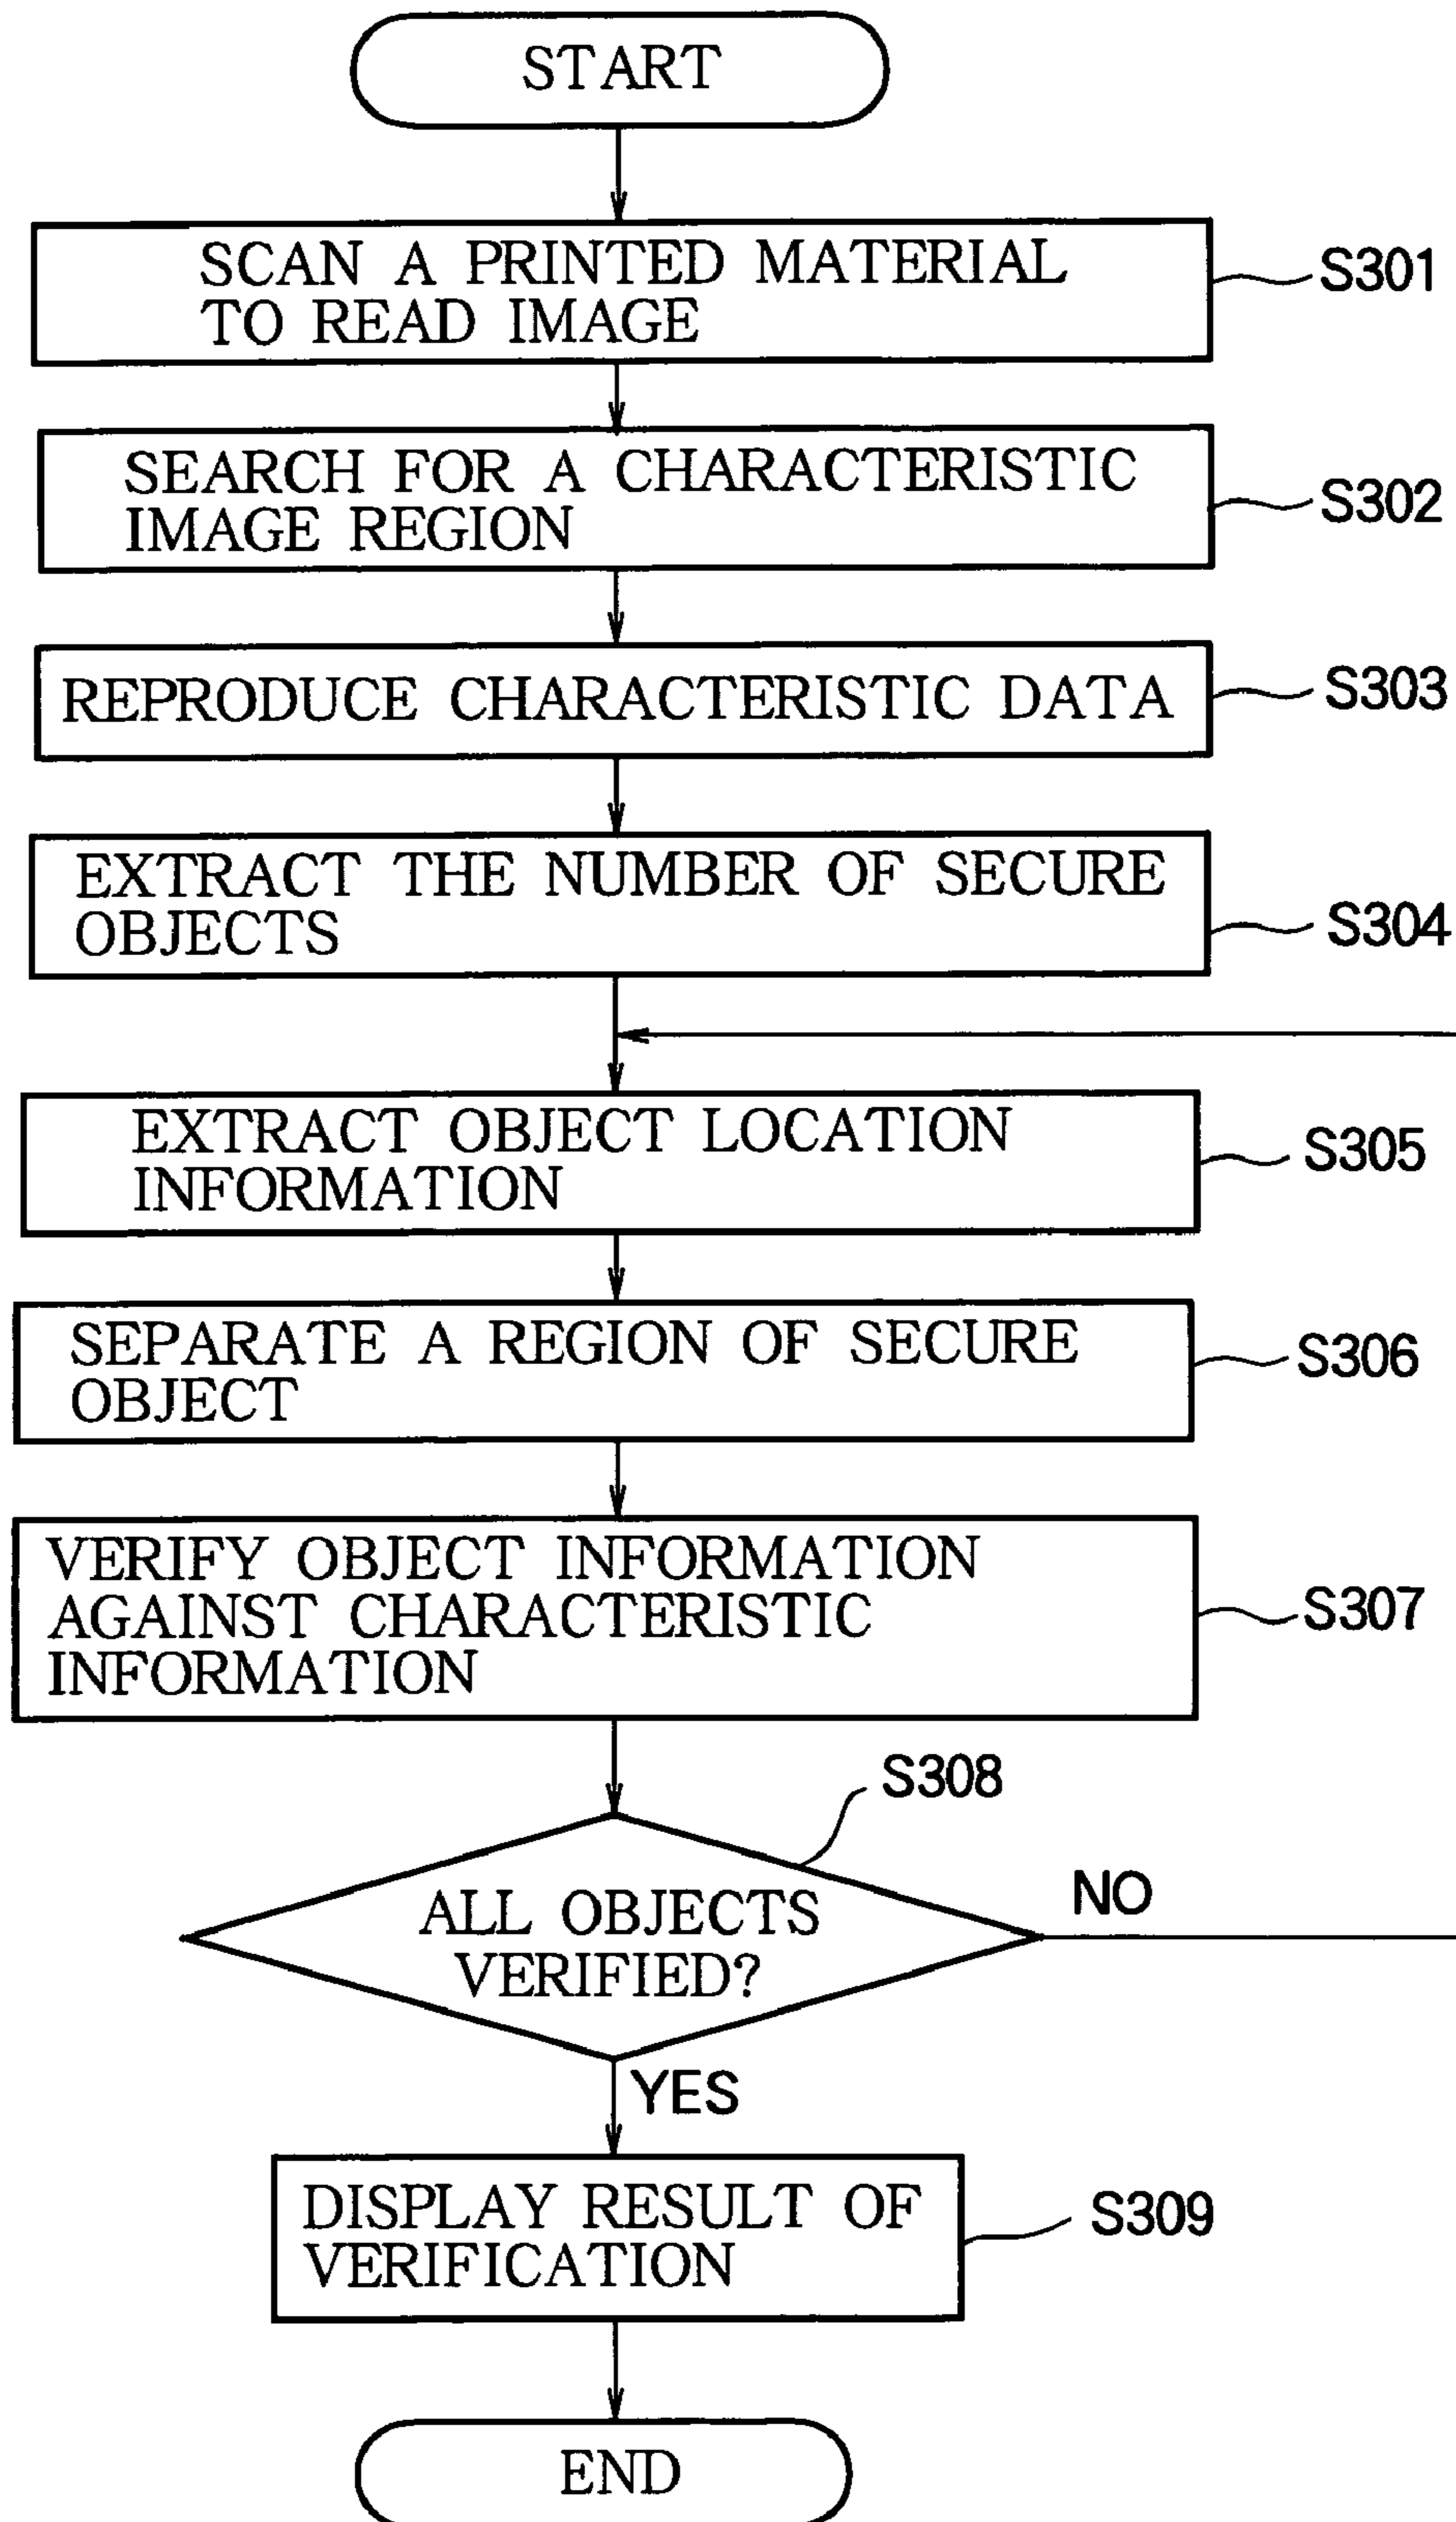 START
SCAN A PRINTED MATERIAL
TO READ IMAGE
S301
SEARCH FOR A CHARACTERISTIC
IMAGE REGION
S302
REPRODUCE CHARACTERISTIC DATA
S303
EXTRACT THE NUMBER OF SECURE
OBJECTS
S304
EXTRACT OBJECT LOCATION
INFORMATION
S305
SEPARATE A REGION OF SECURE
OBJECT
S306
VERIFY OBJECT INFORMATION
AGAINST CHARACTERISTIC
INFORMATION
S307
S308
ALL OBJECTS
VERIFIED?
NO
YES
DISPLAY RESULT OF
VERIFICATION
S309
END